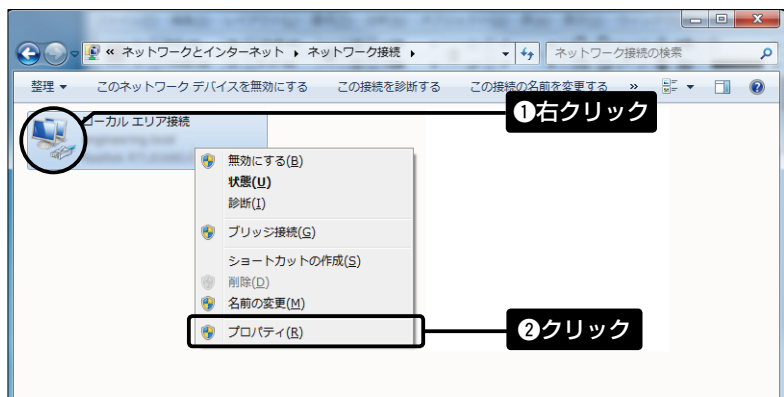 « ネットワークとインターネット ▸ ネットワーク接続 ▸ ネットワーク接続の検索
整理 ▼ このネットワーク デバイスを無効にする この接続を診断する この接続の名前を変更する »
❶右クリック
ローカル エリア接続
無効にする(B)
状態(U)
診断(I)
ブリッジ接続(G)
ショートカットの作成(S)
削除(D)
名前の変更(M)
プロパティ(R)
❷クリック